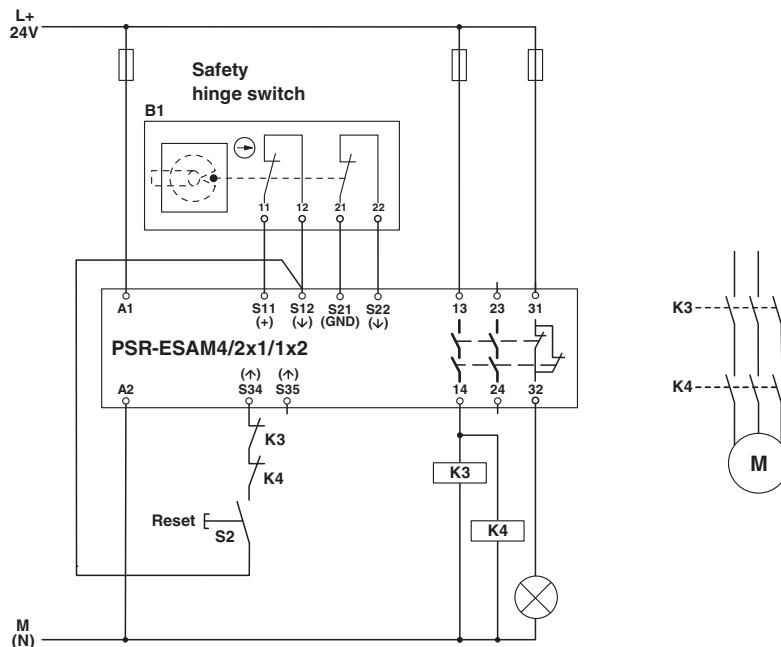 L+
24V
Safety
hinge switch
B1
11 12 21 22
A1 S11 S12 S21 S22 13 23 31
(+) (↓) (GND) (↓)
PSR-ESAM4/2x1/1x2
(↑) (↑)
A2 S34 S35 14 24 32
K3
K4
Reset
S2
K3
K4
M
(N)
K3
K4
M